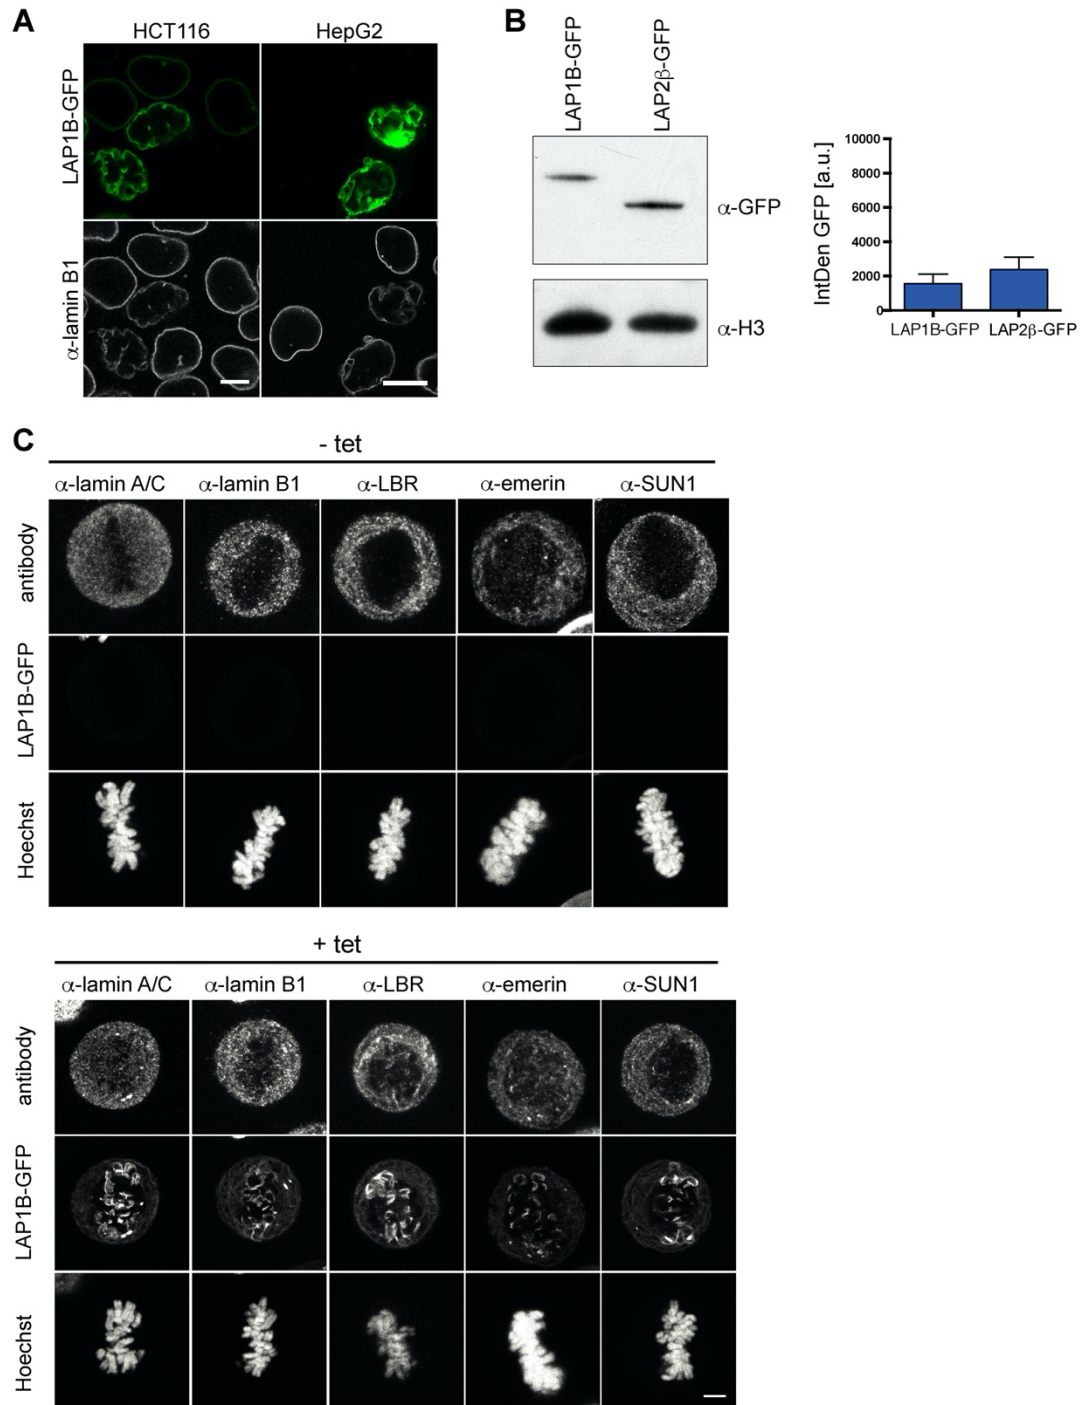 A
HCT116
HepG2
LAP1B-GFP
α-lamin B1
B
LAP1B-GFP
LAP2β-GFP
α-GFP
α-H3
IntDen GFP [a.u.]
10000
8000
6000
4000
2000
0
LAP1B-GFP
LAP2β-GFP
C
- tet
α-lamin A/C
α-lamin B1
α-LBR
α-emerin
α-SUN1
antibody
LAP1B-GFP
Hoechst
+ tet
α-lamin A/C
α-lamin B1
α-LBR
α-emerin
α-SUN1
antibody
LAP1B-GFP
Hoechst